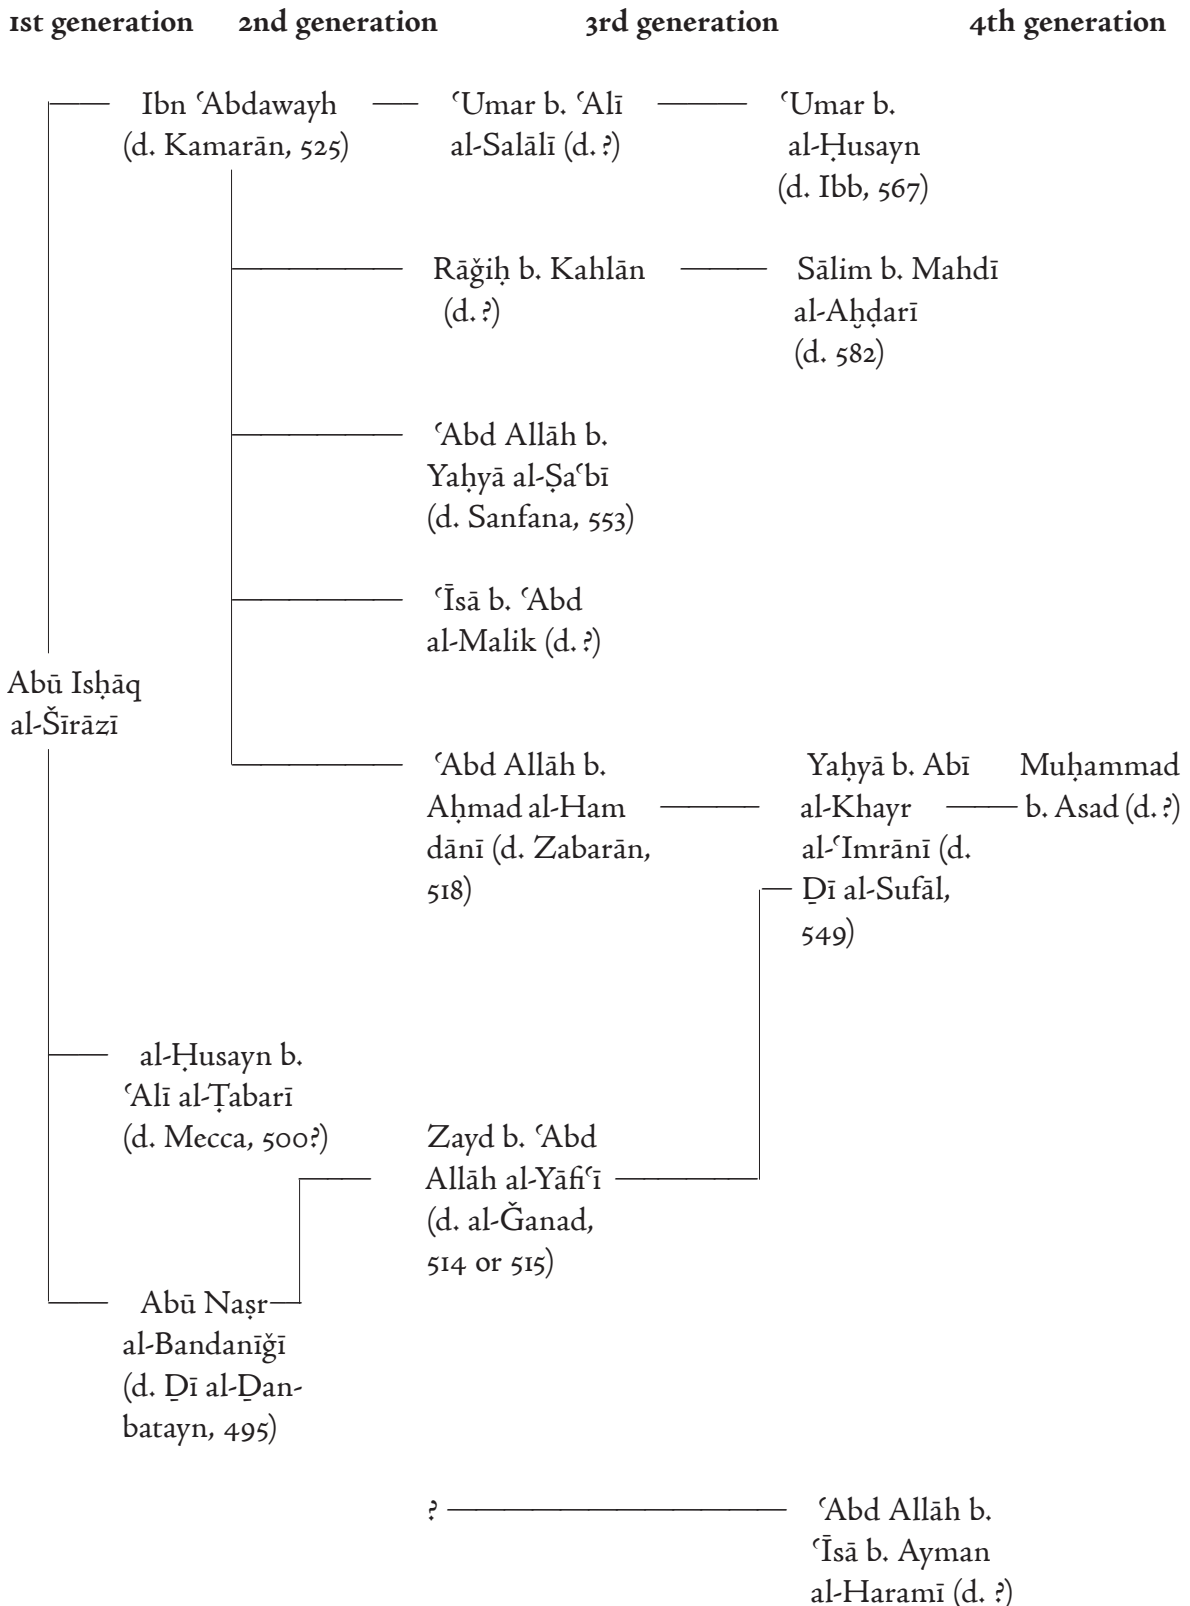 1st generation 2nd generation 3rd generation 4th generation
Ibn ʿAbdawayh
(d. Kamarān, 525)
ʿUmar b. ʿAlī
al-Salālī (d. ?)
ʿUmar b.
al-Ḥusayn
(d. Ibb, 567)
Rāǧiḥ b. Kahlān
(d. ?)
Sālim b. Mahdī
al-Aḫḍarī
(d. 582)
ʿAbd Allāh b.
Yaḥyā al-Ṣaʿbī
(d. Sanfana, 553)
ʿĪsā b. ʿAbd
al-Malik (d. ?)
Abū Isḥāq
al-Šīrāzī
ʿAbd Allāh b.
Aḥmad al-Ham
dānī (d. Zabarān,
518)
Yaḥyā b. Abī
al-Khayr
al-ʿImrānī (d.
Ḏī al-Sufāl,
549)
Muḥammad
b. Asad (d. ?)
al-Ḥusayn b.
ʿAlī al-Ṭabarī
(d. Mecca, 500?)
Zayd b. ʿAbd
Allāh al-Yāfiʿī
(d. al-Ǧanad,
514 or 515)
Abū Naṣr
al-Bandanīǧī
(d. Ḏī al-Ḏan-
batayn, 495)
?
ʿAbd Allāh b.
ʿĪsā b. Ayman
al-Haramī (d. ?)